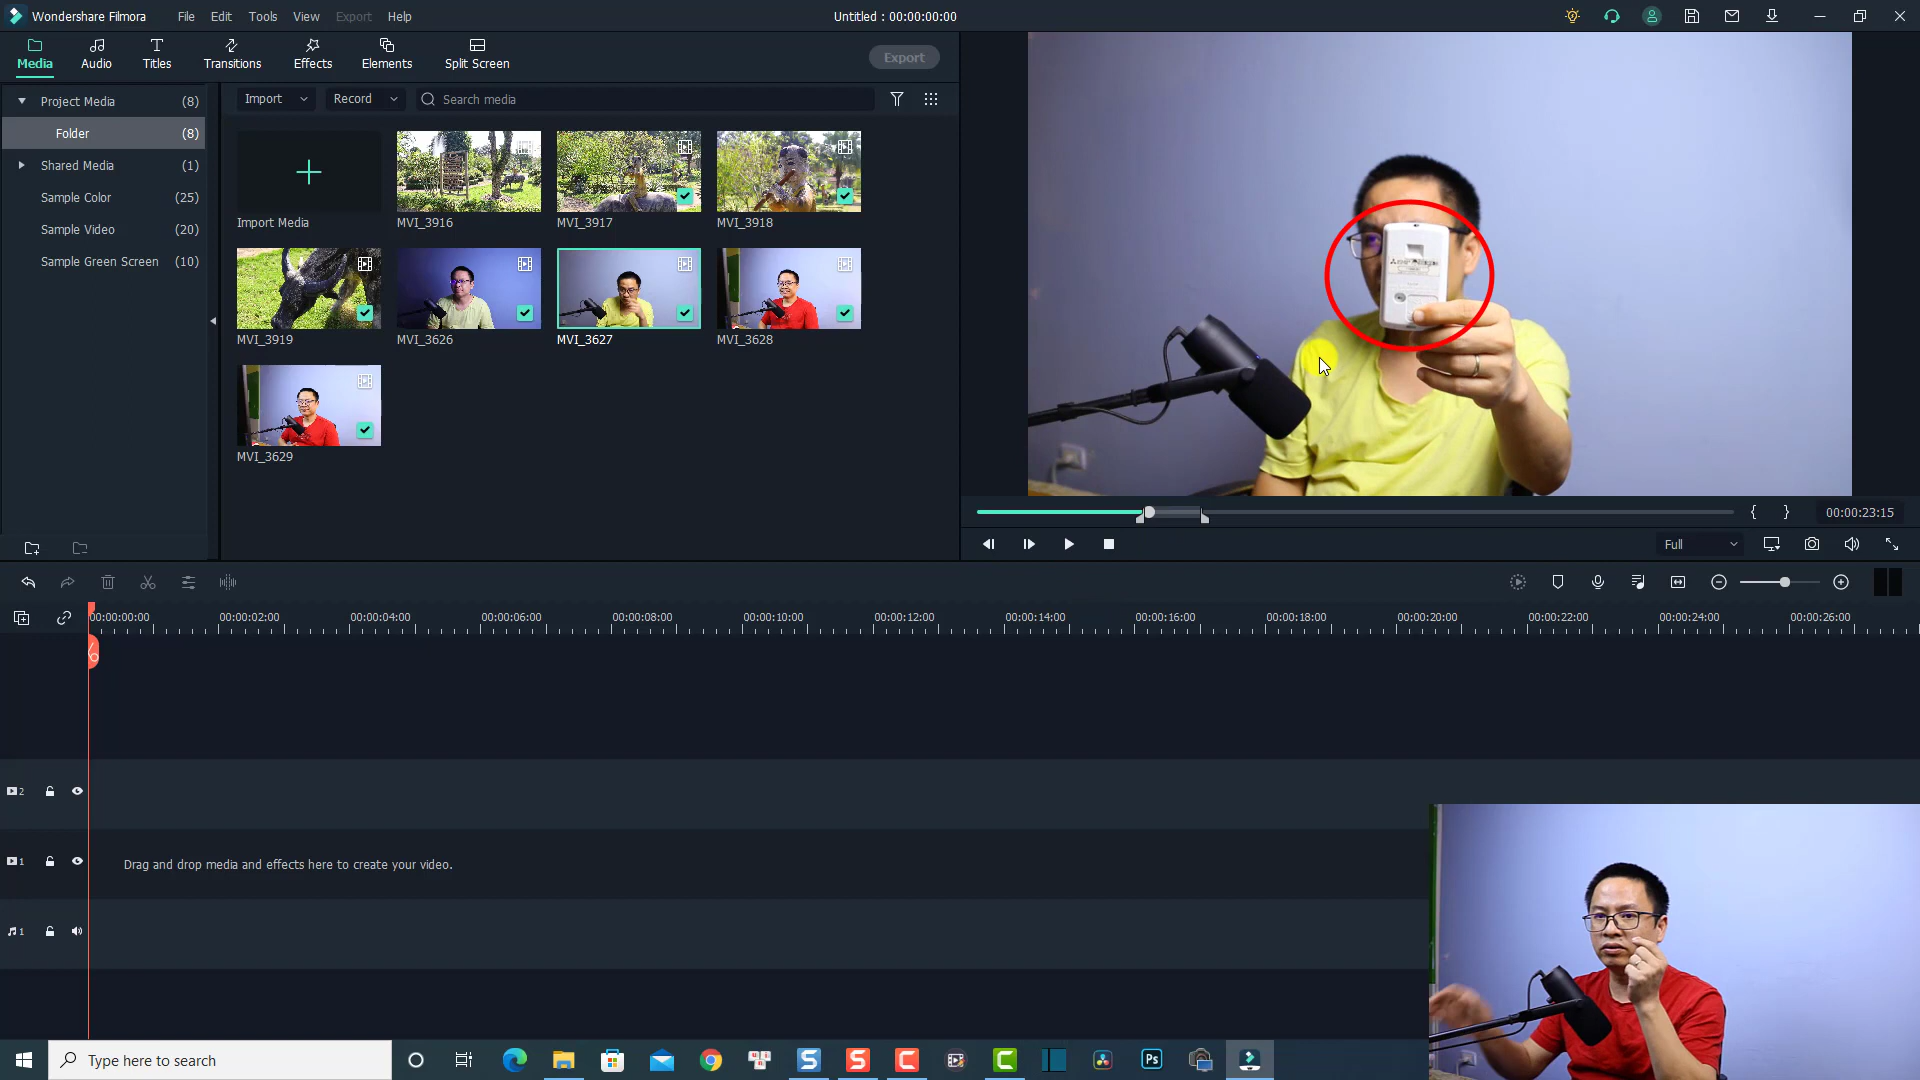 Wondershare Filmora File Edit Tools View Export Help Untitled : 00:00:00:00
Media Audio Titles Transitions Effects Elements Split Screen Export
Project Media (8)
Folder (8)
Shared Media (1)
Sample Color (25)
Sample Video (20)
Sample Green Screen (10)
Import Record Search media
Import Media MVI_3916 MVI_3917 MVI_3918
MVI_3919 MVI_3626 MVI_3627 MVI_3628
MVI_3629
{ } 00:00:23:15
Full
00:00:00:00 00:00:02:00 00:00:04:00 00:00:06:00 00:00:08:00 00:00:10:00 00:00:12:00 00:00:14:00 00:00:16:00 00:00:18:00 00:00:20:00 00:00:22:00 00:00:24:00 00:00:26:00
2
1 Drag and drop media and effects here to create your video.
1
Type here to search S S C C Ps